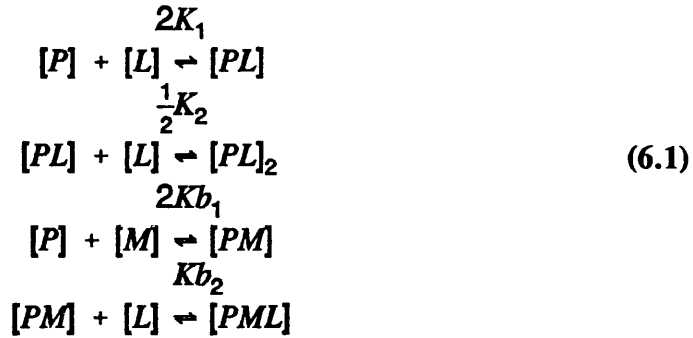 2K₁
[P] + [L] ⇌ [PL]
½K₂
[PL] + [L] ⇌ [PL]₂ (6.1)
2Kb₁
[P] + [M] ⇌ [PM]
Kb₂
[PM] + [L] ⇌ [PML]